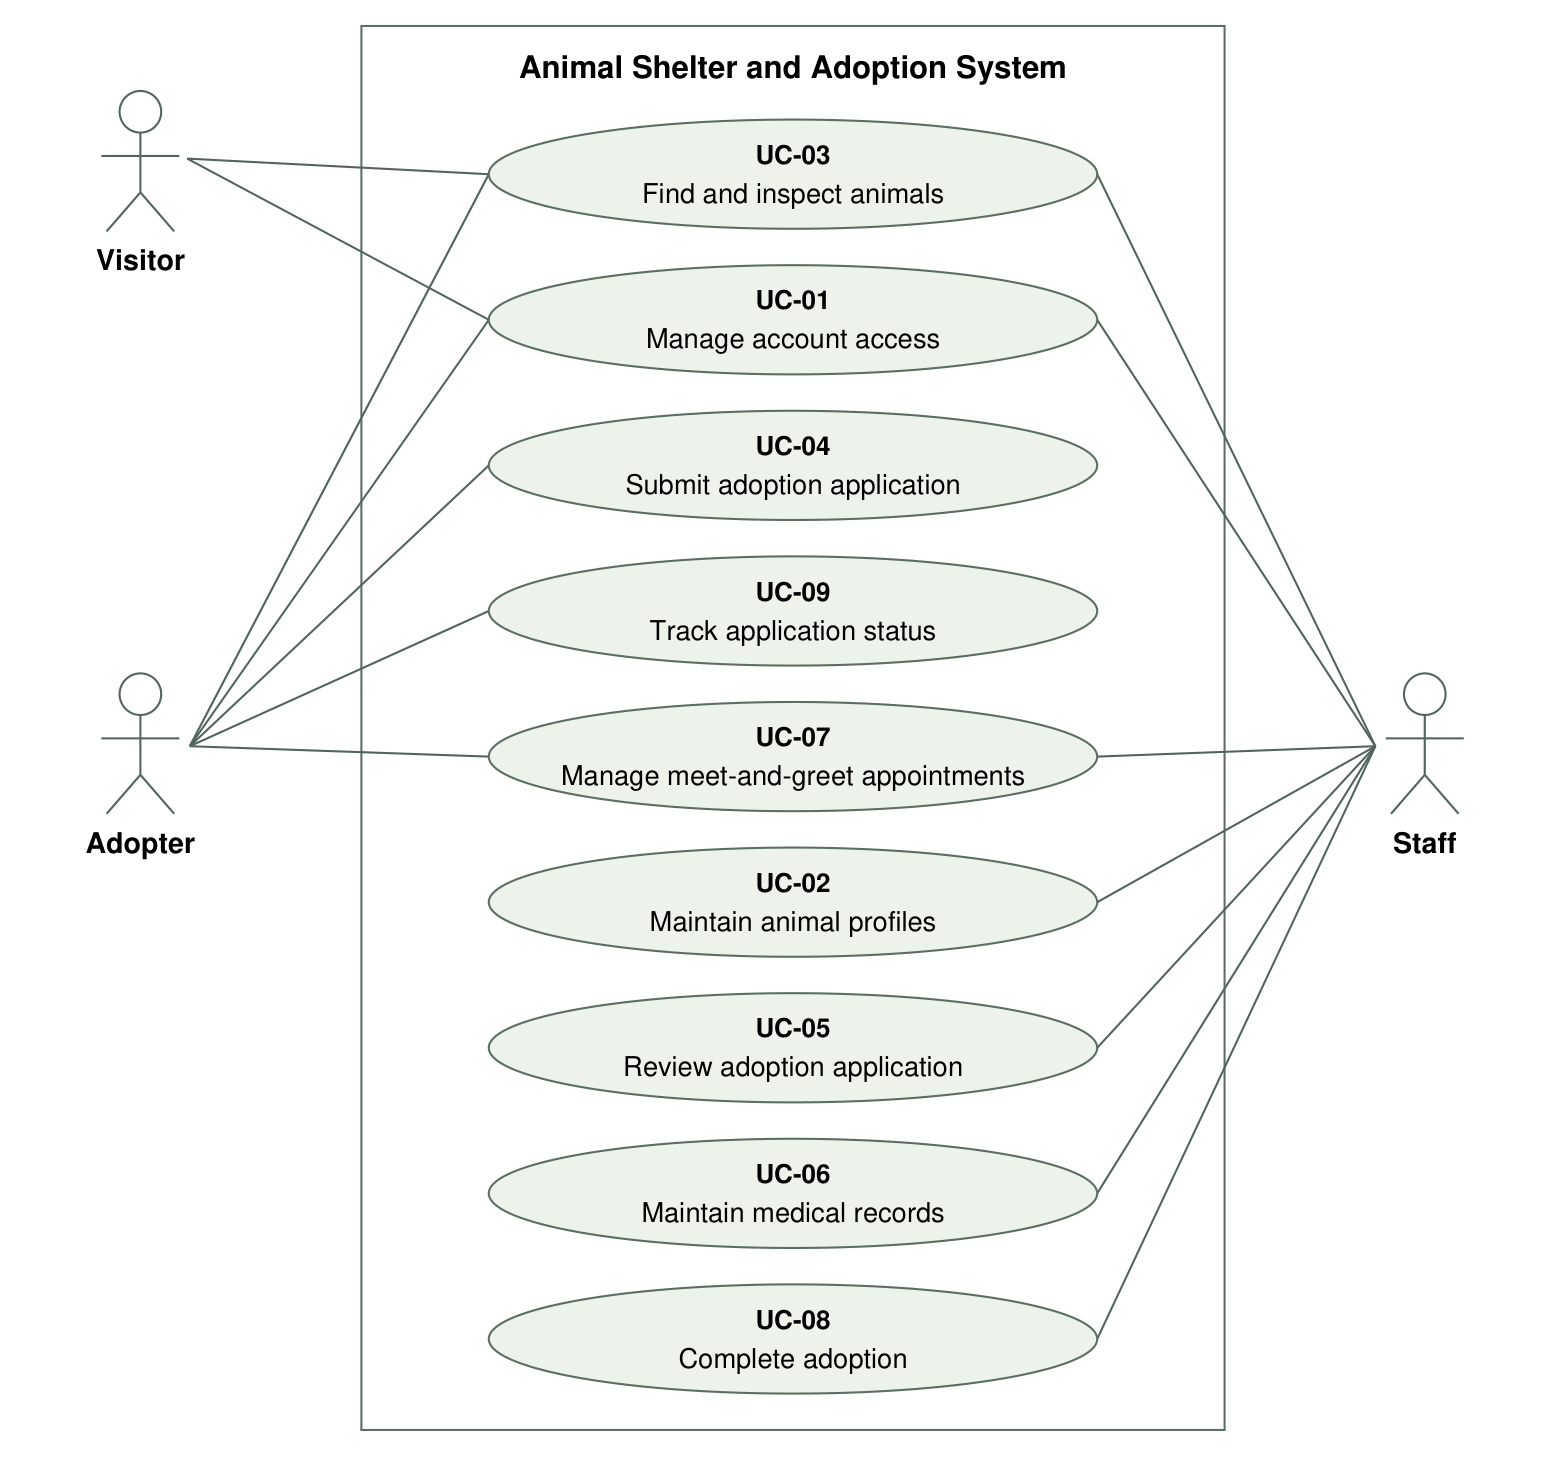 Animal Shelter and Adoption System
Visitor
UC-03
Find and inspect animals
UC-01
Manage account access
UC-04
Submit adoption application
UC-09
Track application status
Adopter
UC-07
Manage meet-and-greet appointments
Staff
UC-02
Maintain animal profiles
UC-05
Review adoption application
UC-06
Maintain medical records
UC-08
Complete adoption